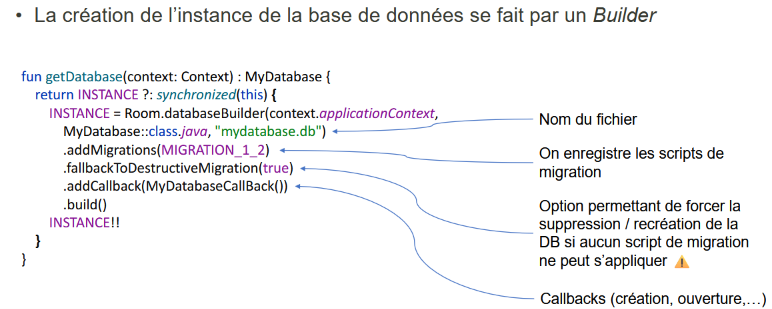 • La création de l'instance de la base de données se fait par un Builder
fun getDatabase(context: Context) : MyDatabase {
return INSTANCE ?: synchronized(this) {
INSTANCE = Room.databaseBuilder(context.applicationContext,
MyDatabase::class.java, "mydatabase.db")
.addMigrations(MIGRATION_1_2)
.fallbackToDestructiveMigration(true)
.addCallback(MyDatabaseCallBack())
.build()
INSTANCE!!
}
}
Nom du fichier
On enregistre les scripts de
migration
Option permettant de forcer la
suppression / recréation de la
DB si aucun script de migration
ne peut s'appliquer ⚠
Callbacks (création, ouverture,…)